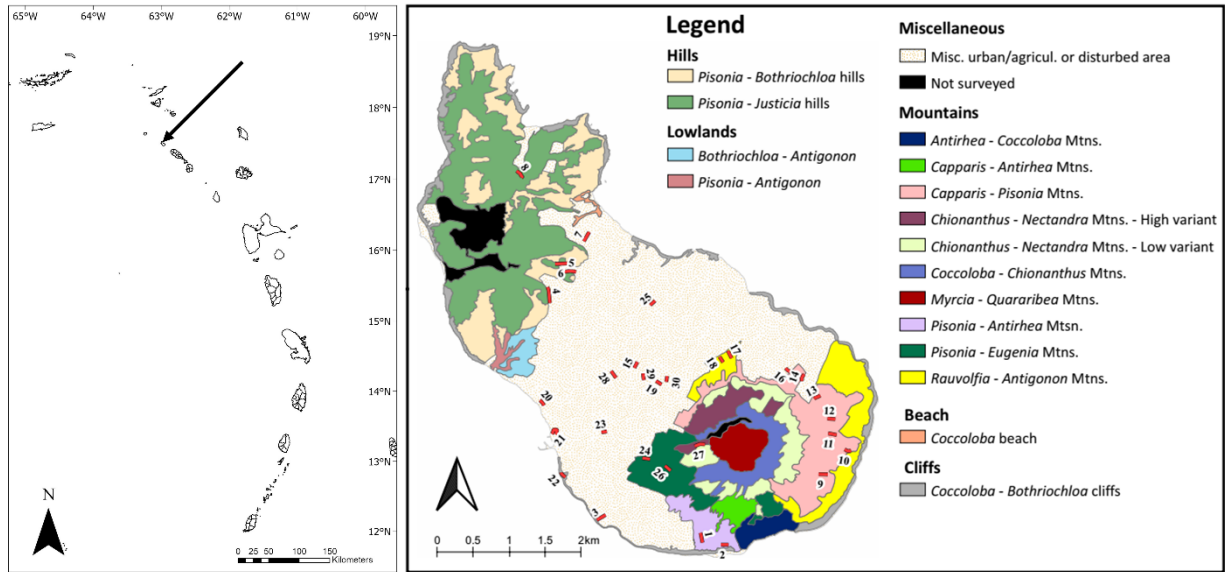 65°W 64°W 63°W 62°W 61°W 60°W
19°N
18°N
17°N
16°N
15°N
14°N
13°N
12°N
N
0 25 50 100 150
Kilometers
Legend
Hills
Pisonia - Bothriochloa hills
Pisonia - Justicia hills
Lowlands
Bothriochloa - Antigonon
Pisonia - Antigonon
Miscellaneous
Misc. urban/agricul. or disturbed area
Not surveyed
Mountains
Antirhea - Coccoloba Mtns.
Capparis - Antirhea Mtns.
Capparis - Pisonia Mtns.
Chionanthus - Nectandra Mtns. - High variant
Chionanthus - Nectandra Mtns. - Low variant
Coccoloba - Chionanthus Mtns.
Myrcia - Quararibea Mtns.
Pisonia - Antirhea Mtsn.
Pisonia - Eugenia Mtns.
Rauvolfia - Antigonon Mtns.
Beach
Coccoloba beach
Cliffs
Coccoloba - Bothriochloa cliffs
8
7
5
6
4
25
17
18
15
29
28
19
30
16
14
13
20
12
21
23
11
24
27
10
26
22
9
3
1
2
0 1 2km